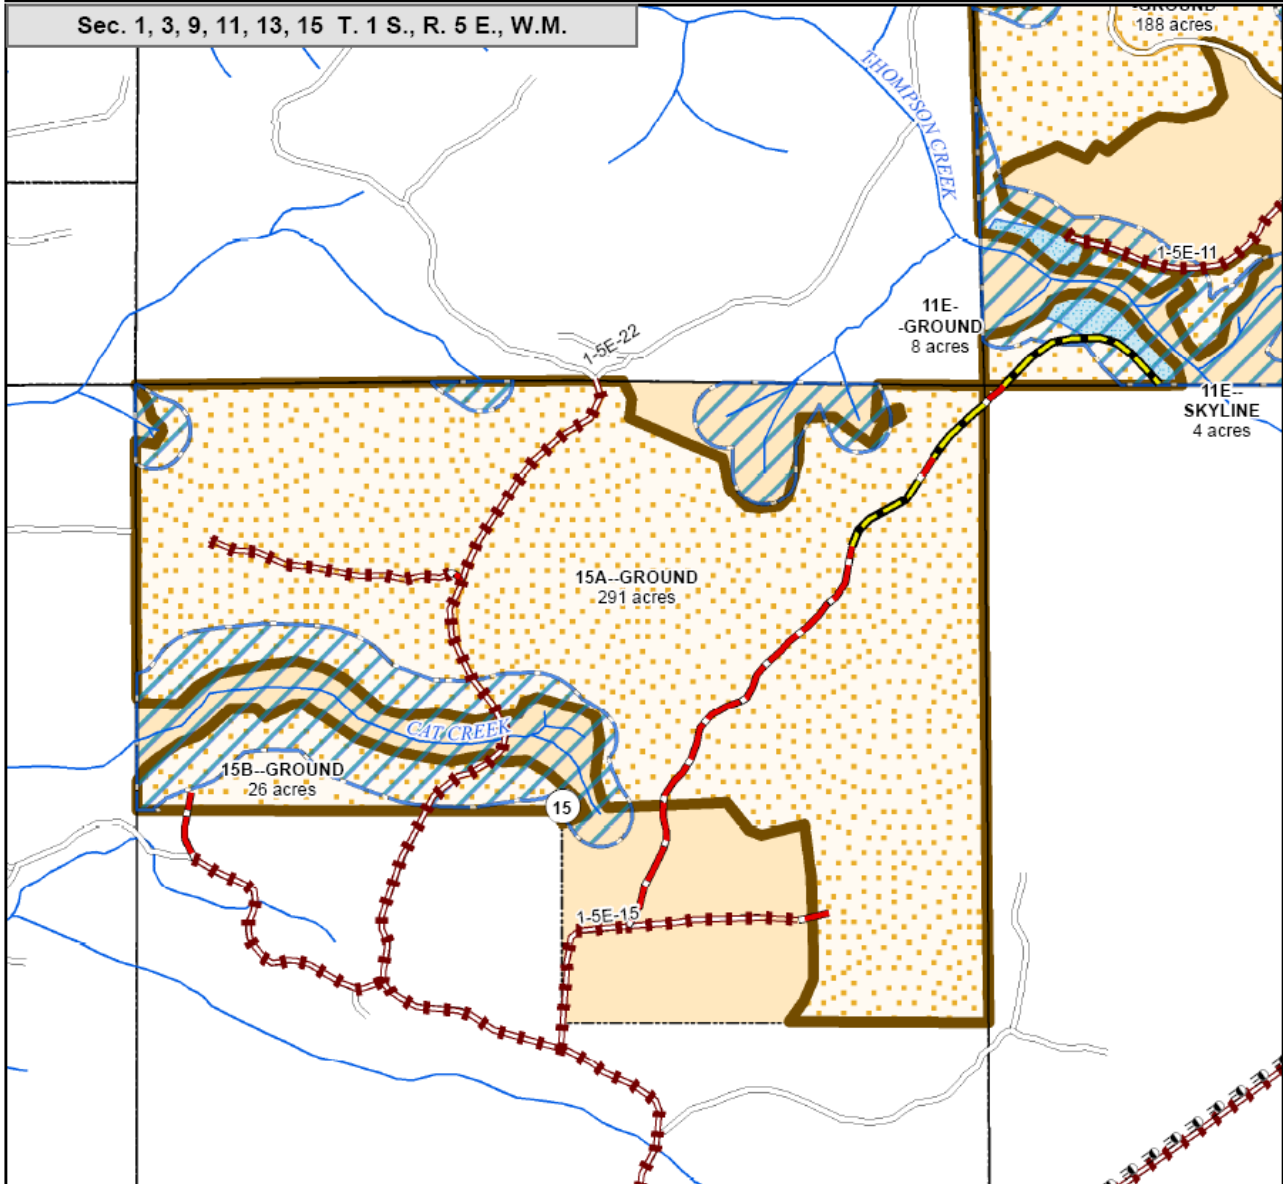 Sec. 1, 3, 9, 11, 13, 15 T. 1 S., R. 5 E., W.M.
-GROUND
188 acres
THOMPSON CREEK
1-5E-11
11E-
-GROUND
8 acres
1-5E-22
11E--
SKYLINE
4 acres
15A--GROUND
291 acres
CAT CREEK
15B--GROUND
26 acres
15
1-5E-15